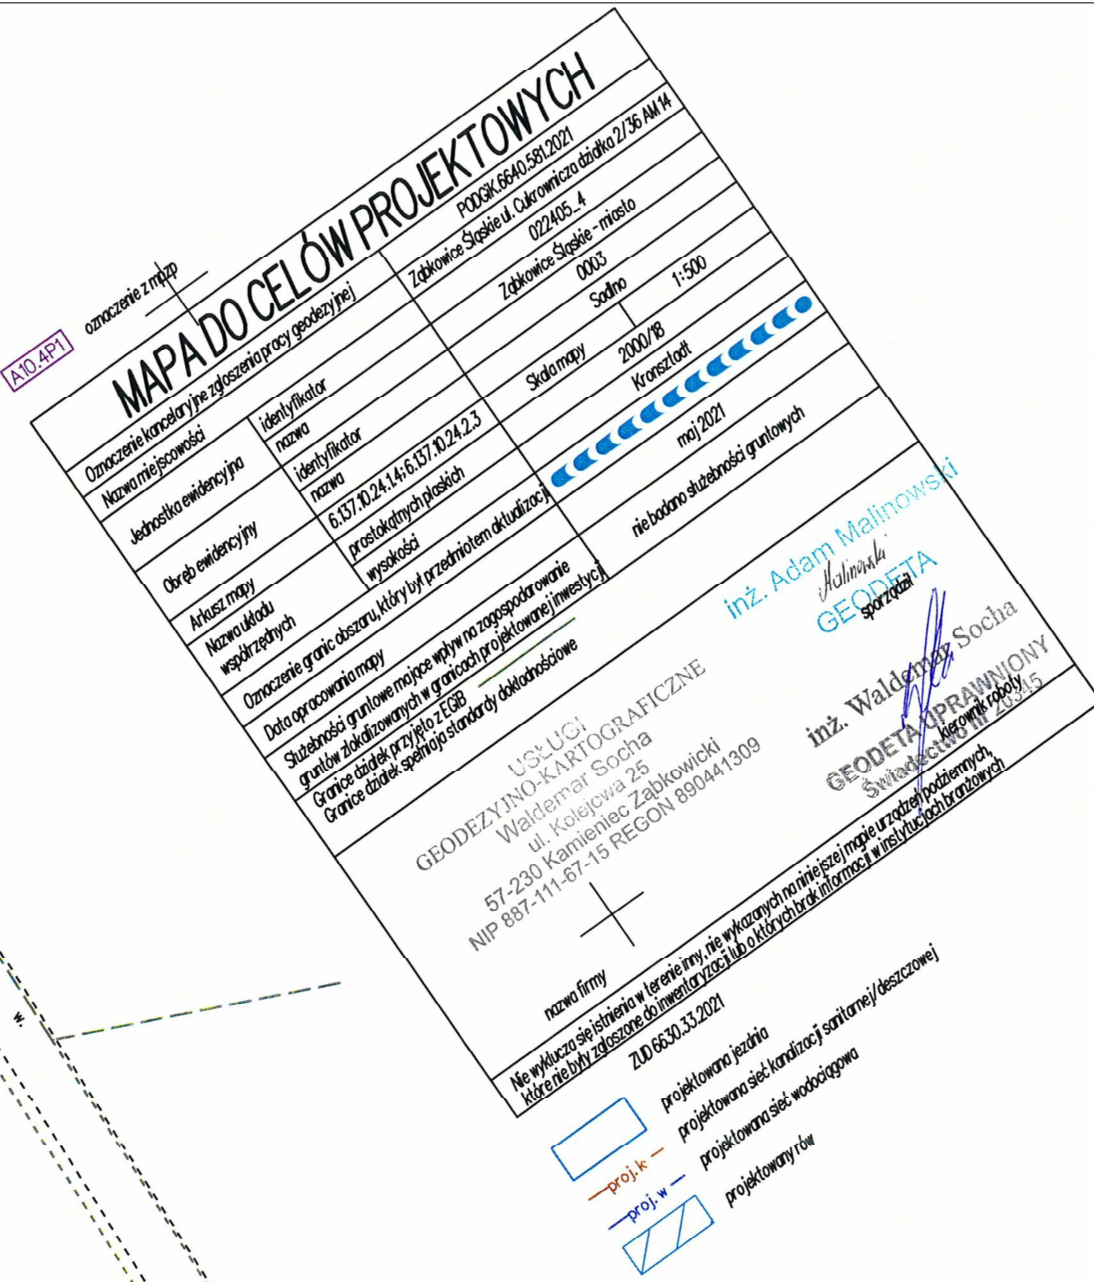 A10.4P1
oznaczenie z mpzp
MAPA DO CELÓW PROJEKTOWYCH
Oznaczenie kancelaryjne zgłoszenia pracy geodezyjnej
PODGiK.6640.581.2021
Nazwa miejscowości
Ząbkowice Śląskie ul. Cukrownicza działka 2/36 AM 14
Jednostka ewidencyjna
identyfikator
022405_4
nazwa
Ząbkowice Śląskie - miasto
Obręb ewidencyjny
identyfikator
0003
nazwa
Sadlno
Arkusz mapy
6.137.10.24.1.4; 6.137.10.24.2.3
Skala mapy
1:500
Nazwa układu
współrzędnych
prostokątnych płaskich
2000/18
wysokości
Kronsztadt
Oznaczenie granic obszaru, który był przedmiotem aktualizacji
Data opracowania mapy
maj 2021
Służebności gruntowe mające wpływ na zagospodarowanie
gruntów zlokalizowanych w granicach projektowanej inwestycji
nie badano służebności gruntowych
Granice działek przyjęto z EGIB
Granice działek spełniają standardy dokładnościowe
inż. Adam Malinowski
Malinowski
GEODETA
sporządził
USŁUGI
GEODEZYJNO-KARTOGRAFICZNE
Waldemar Socha
ul. Kolejowa 25
57-230 Kamieniec Ząbkowicki
NIP 887-111-67-15 REGON 890441309
inż. Waldemar Socha
GEODETA UPRAWNIONY
Świadectwo nr 20345
kierownik roboty
nazwa firmy
Nie wyklucza się istnienia w terenie inny, nie wykazanych na niniejszej mapie urządzeń podziemnych,
które nie były zgłoszone do inwentaryzacji lub o których brak informacji w instytucjach branżowych
ZUD 6630.33.2021
projektowana jezdnia
proj. k
projektowana sieć kanalizacji sanitarnej/deszczowej
proj. w
projektowana sieć wodociągowa
projektowany rów
w.